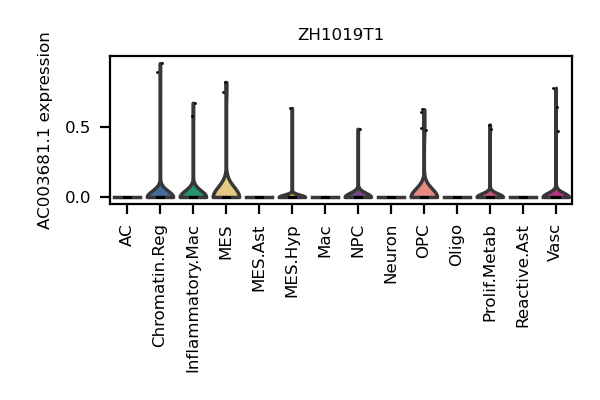 ZH1019T1
AC003681.1 expression
0.5
0.0
AC
Chromatin.Reg
Inflammatory.Mac
MES
MES.Ast
MES.Hyp
Mac
NPC
Neuron
OPC
Oligo
Prolif.Metab
Reactive.Ast
Vasc